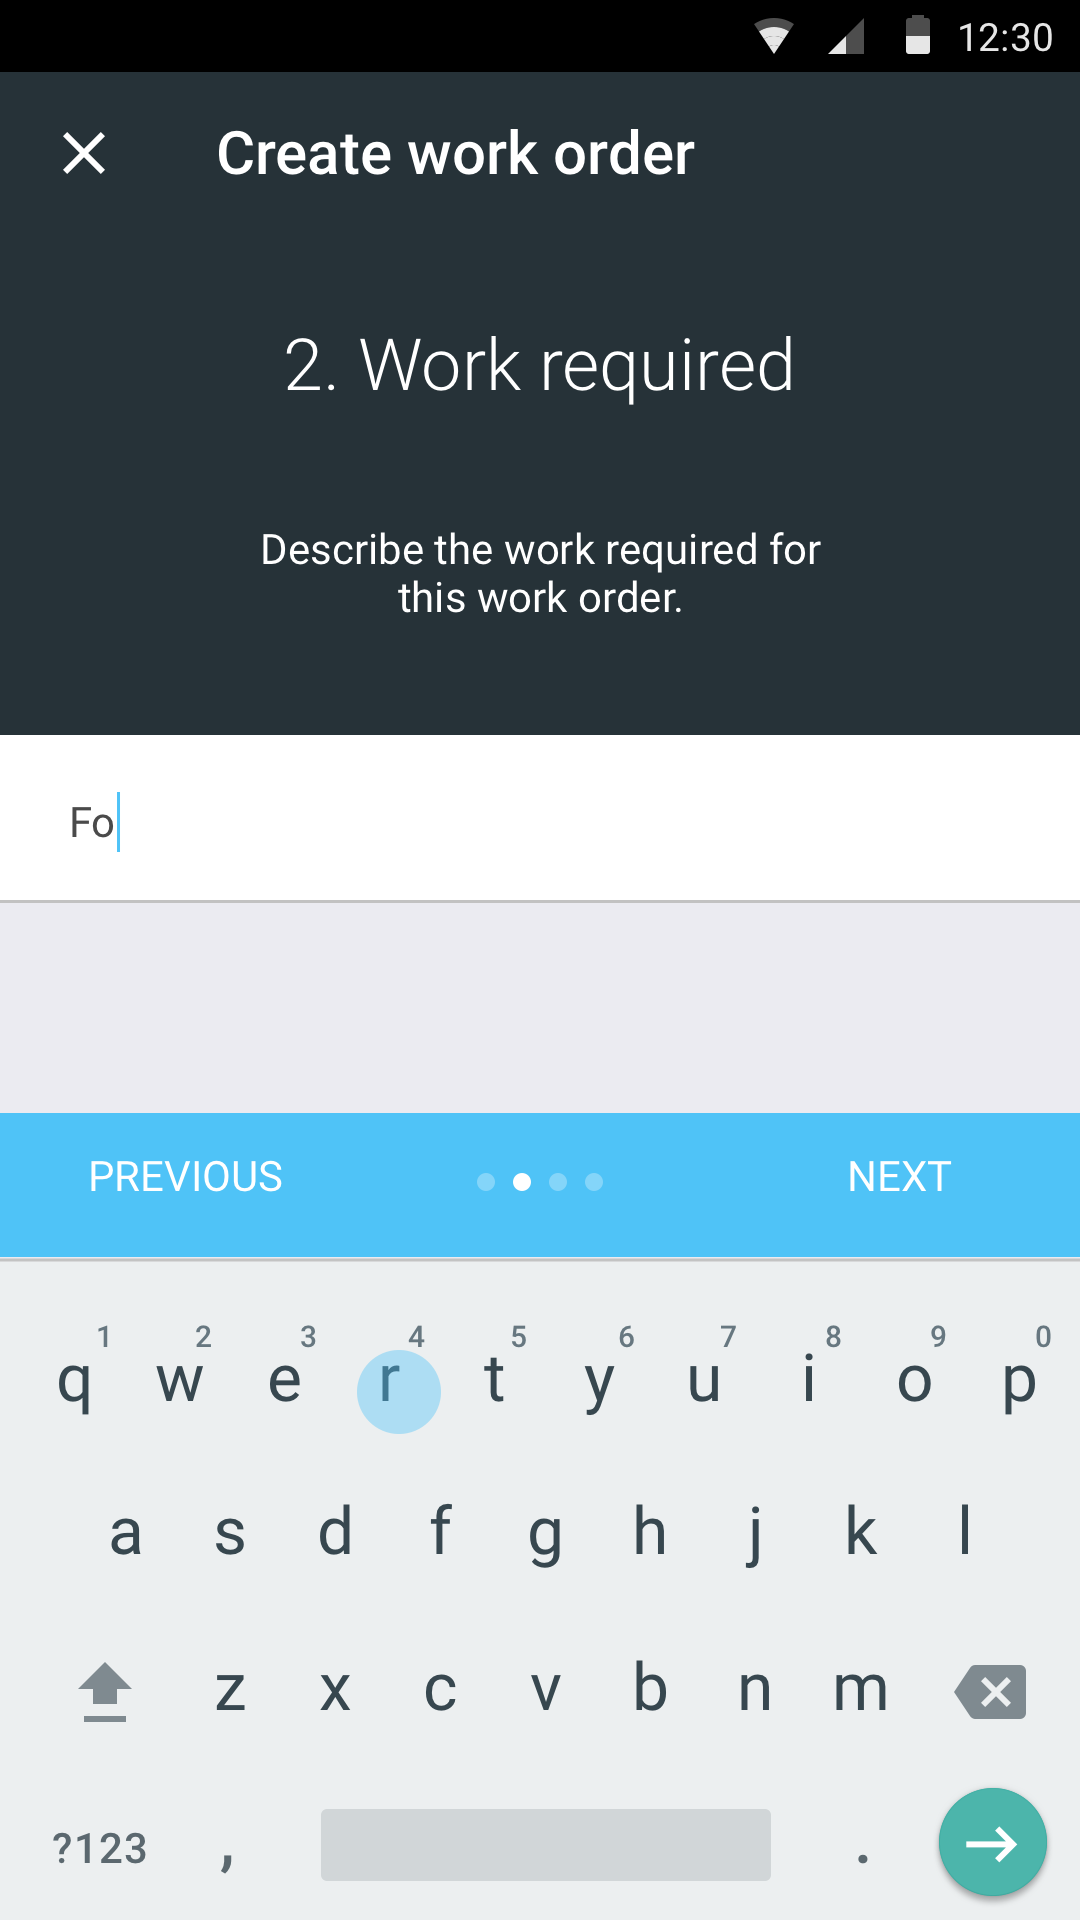 12:30
Create work order
2. Work required
Describe the work required for
this work order.
Fo
PREVIOUS NEXT
1 2 3 4 5 6 7 8 9 0
q w e r t y u i o p
a s d f g h j k l
z x c v b n m
?123 , .